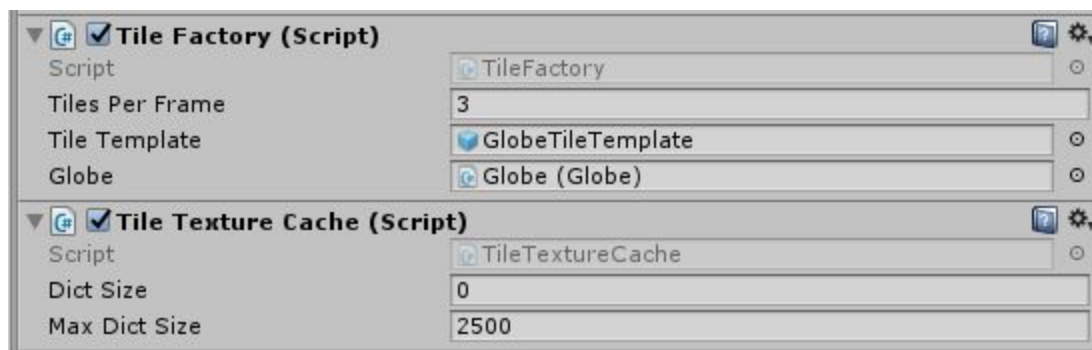 Tile Factory (Script)
Script TileFactory
Tiles Per Frame 3
Tile Template GlobeTileTemplate
Globe Globe (Globe)
Tile Texture Cache (Script)
Script TileTextureCache
Dict Size 0
Max Dict Size 2500